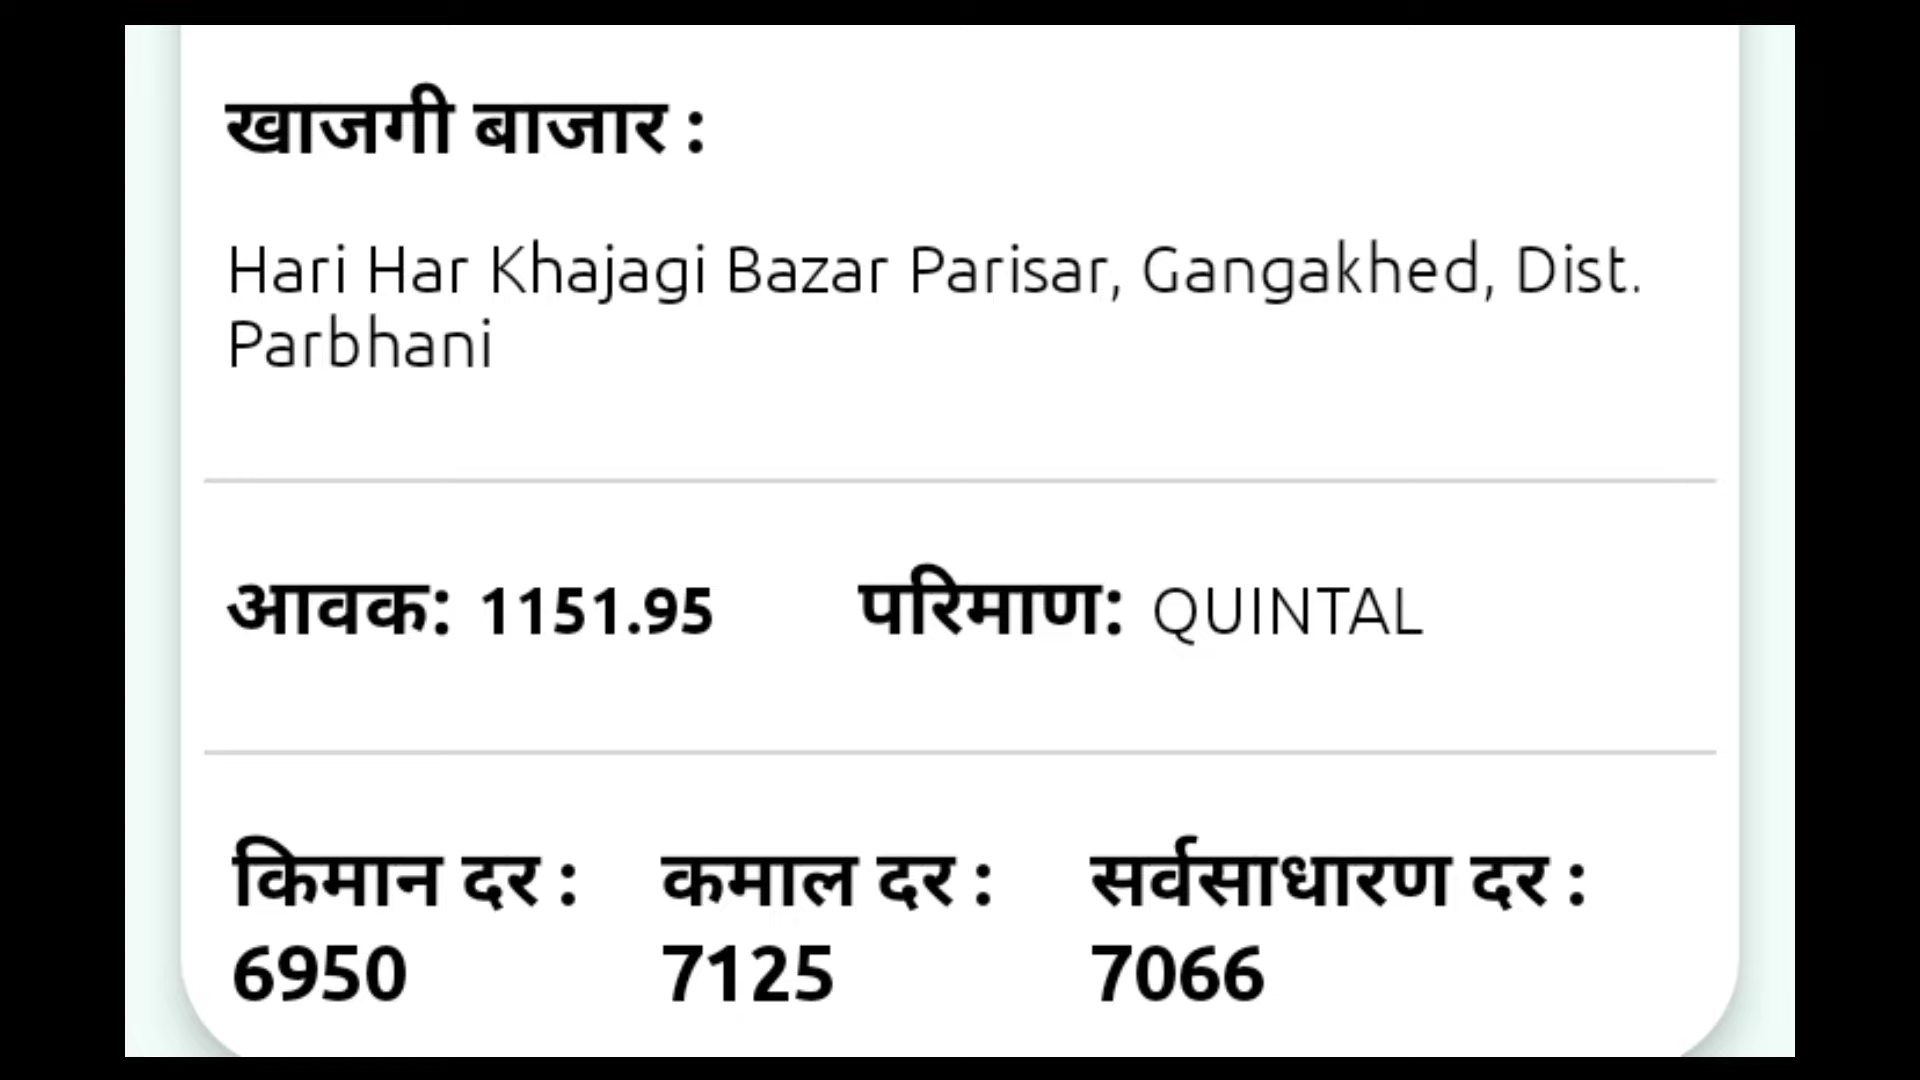 खाजगी बाजार :
Hari Har Khajagi Bazar Parisar, Gangakhed, Dist.
Parbhani
आवक: 1151.95 परिमाण: QUINTAL
किमान दर : कमाल दर : सर्वसाधारण दर :
6950 7125 7066